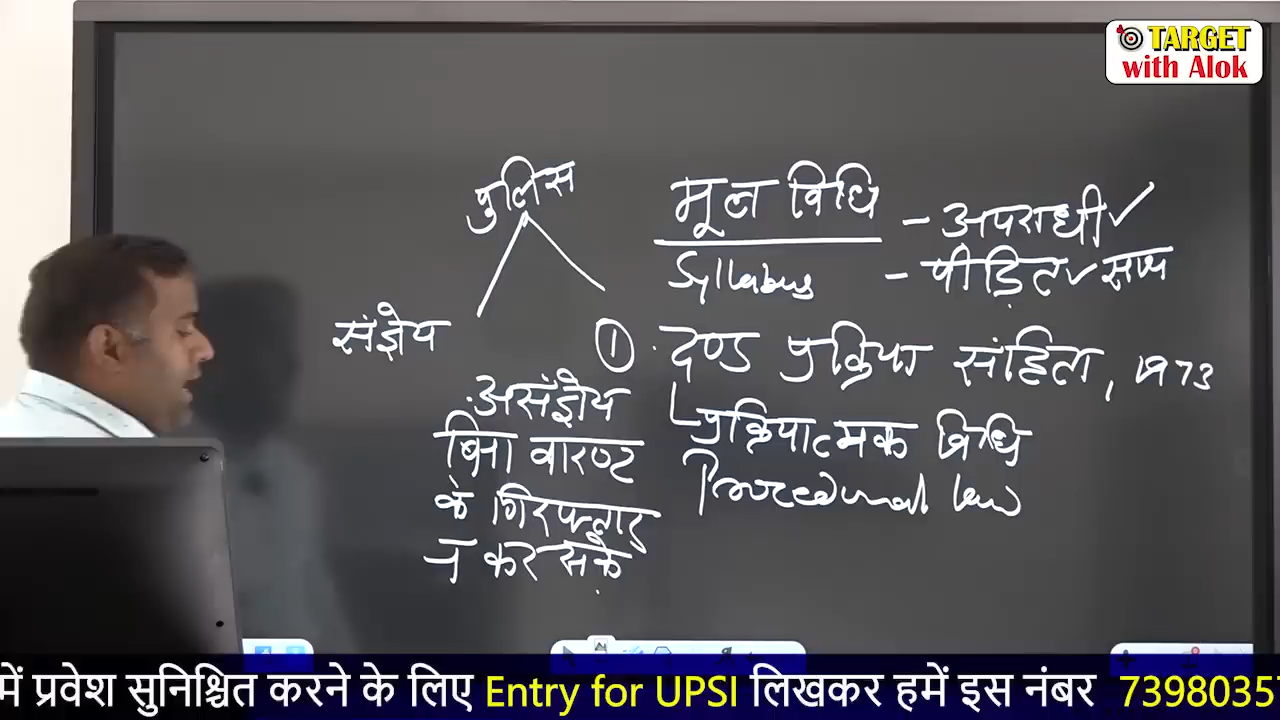 TARGET
with Alok
पुलिस
संज्ञेय
असंज्ञेय
बिना वारण्ट
के गिरफ्तार
न कर सके
मूल विधि
Syllabus
- अपराधी ✓
- पीड़ित ✓
① दण्ड प्रक्रिया संहिता, 1973
प्रक्रियात्मक विधि
Procedural law
में प्रवेश सुनिश्चित करने के लिए Entry for UPSI लिखकर हमें इस नंबर 7398035